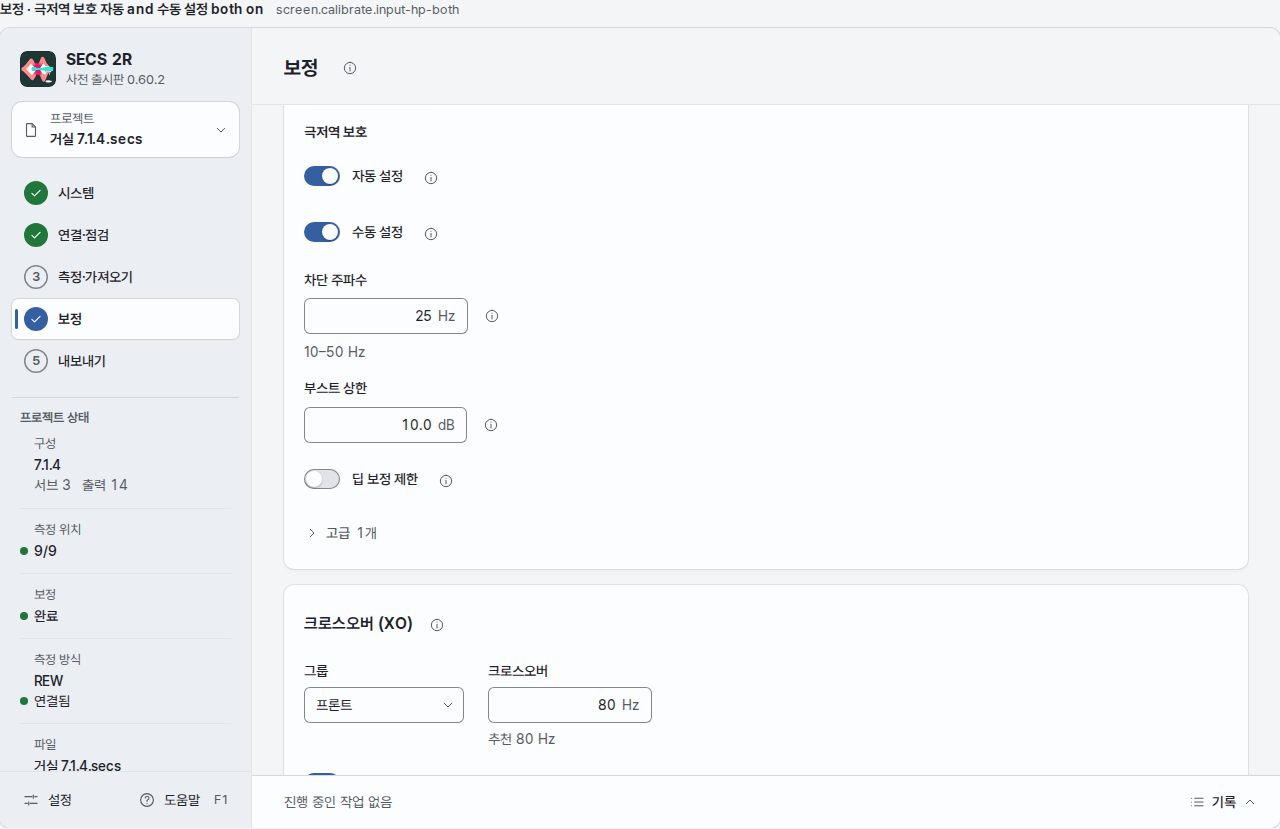 보정 · 극저역 보호 자동 and 수동 설정 both on screen.calibrate.input-hp-both
SECS 2R
사전 출시판 0.60.2
프로젝트
거실 7.1.4.secs
시스템
연결·점검
3 측정·가져오기
보정
5 내보내기
프로젝트 상태
구성
7.1.4
서브 3 출력 14
측정 위치
9/9
보정
완료
측정 방식
REW
연결됨
파일
거실 7.1.4.secs
설정
도움말 F1
보정
극저역 보호
자동 설정
수동 설정
차단 주파수
25 Hz
10–50 Hz
부스트 상한
10.0 dB
딥 보정 제한
고급 1개
크로스오버 (XO)
그룹 크로스오버
프론트 80 Hz
추천 80 Hz
진행 중인 작업 없음
기록